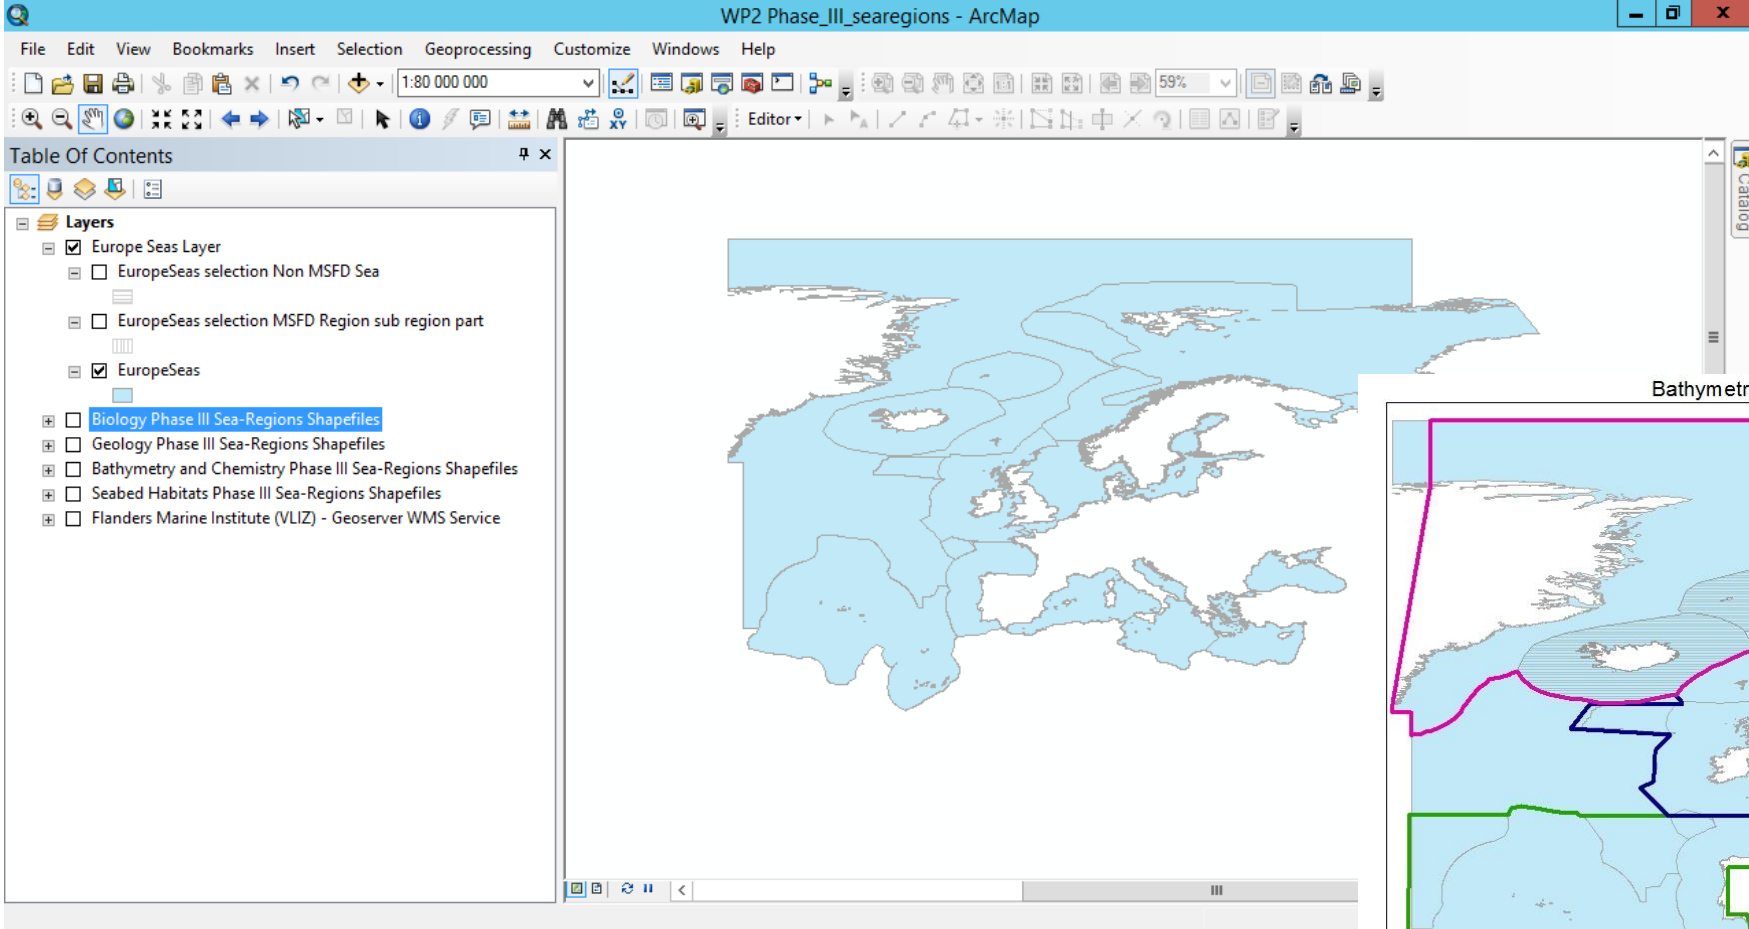 WP2 Phase_III_searegions - ArcMap
File Edit View Bookmarks Insert Selection Geoprocessing Customize Windows Help
1:80 000 000
59%
Editor
Table Of Contents
Layers
Europe Seas Layer
EuropeSeas selection Non MSFD Sea
EuropeSeas selection MSFD Region sub region part
EuropeSeas
Biology Phase III Sea-Regions Shapefiles
Geology Phase III Sea-Regions Shapefiles
Bathymetry and Chemistry Phase III Sea-Regions Shapefiles
Seabed Habitats Phase III Sea-Regions Shapefiles
Flanders Marine Institute (VLIZ) - Geoserver WMS Service
Catalog
Bathymetr